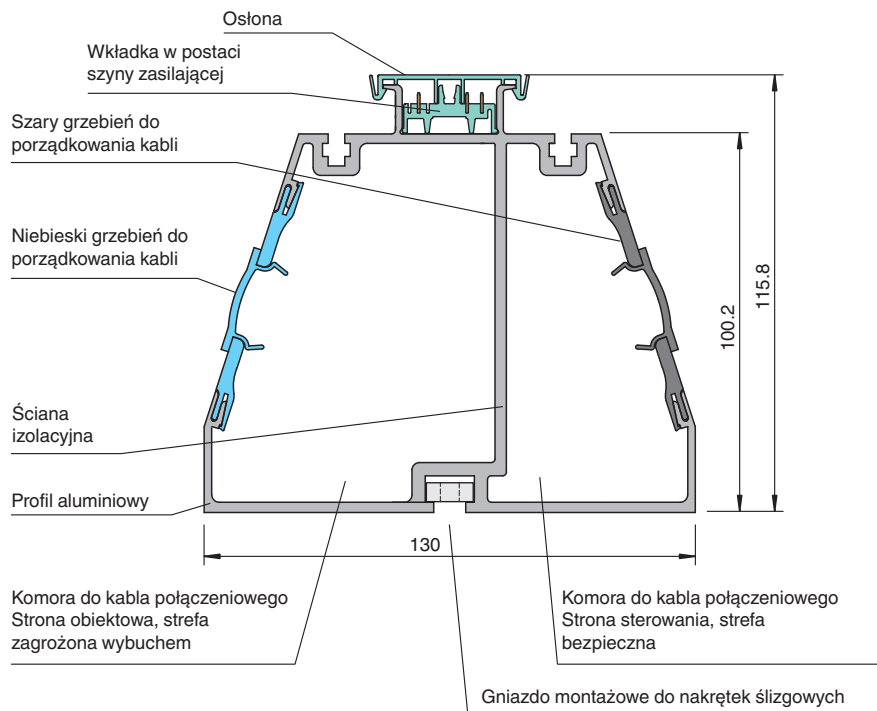 Osłona
Wkładka w postaci
szyny zasilającej
Szary grzebień do
porządkowania kabli
Niebieski grzebień do
porządkowania kabli
Ściana
izolacyjna
Profil aluminiowy
100.2
115.8
130
Komora do kabla połączeniowego
Strona obiektowa, strefa
zagrożona wybuchem
Komora do kabla połączeniowego
Strona sterowania, strefa
bezpieczna
Gniazdo montażowe do nakrętek ślizgowych